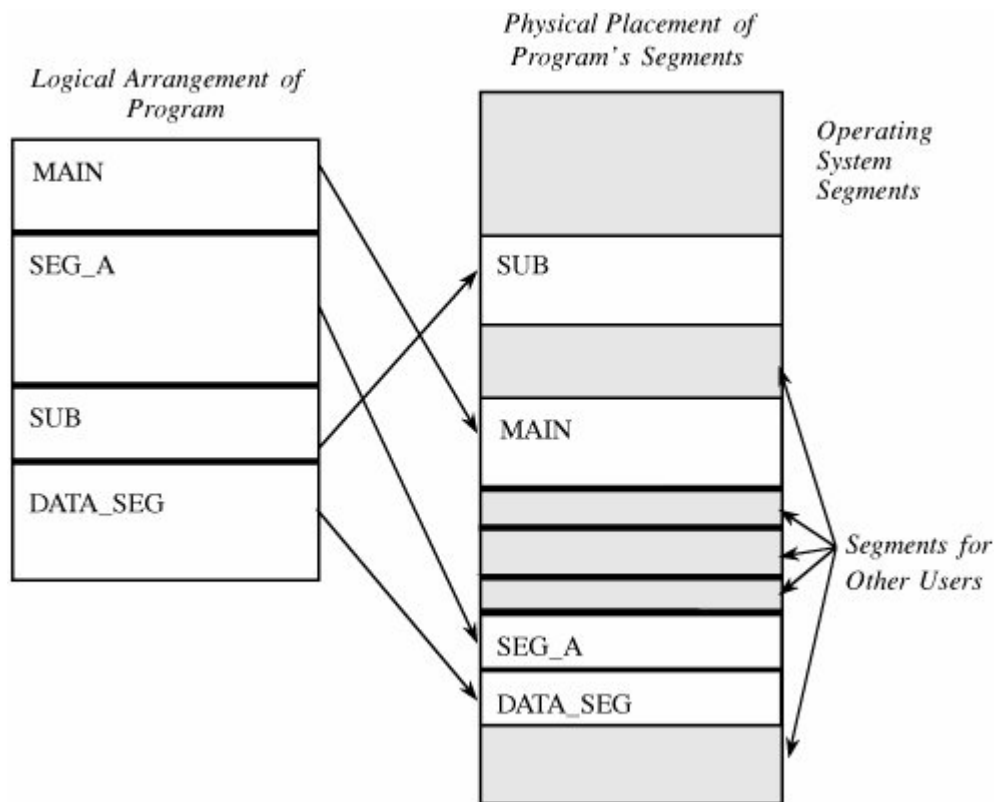 Physical Placement of
Program's Segments
Logical Arrangement of
Program
MAIN
SEG_A
SUB
DATA_SEG
Operating
System
Segments
SUB
MAIN
SEG_A
DATA_SEG
Segments for
Other Users